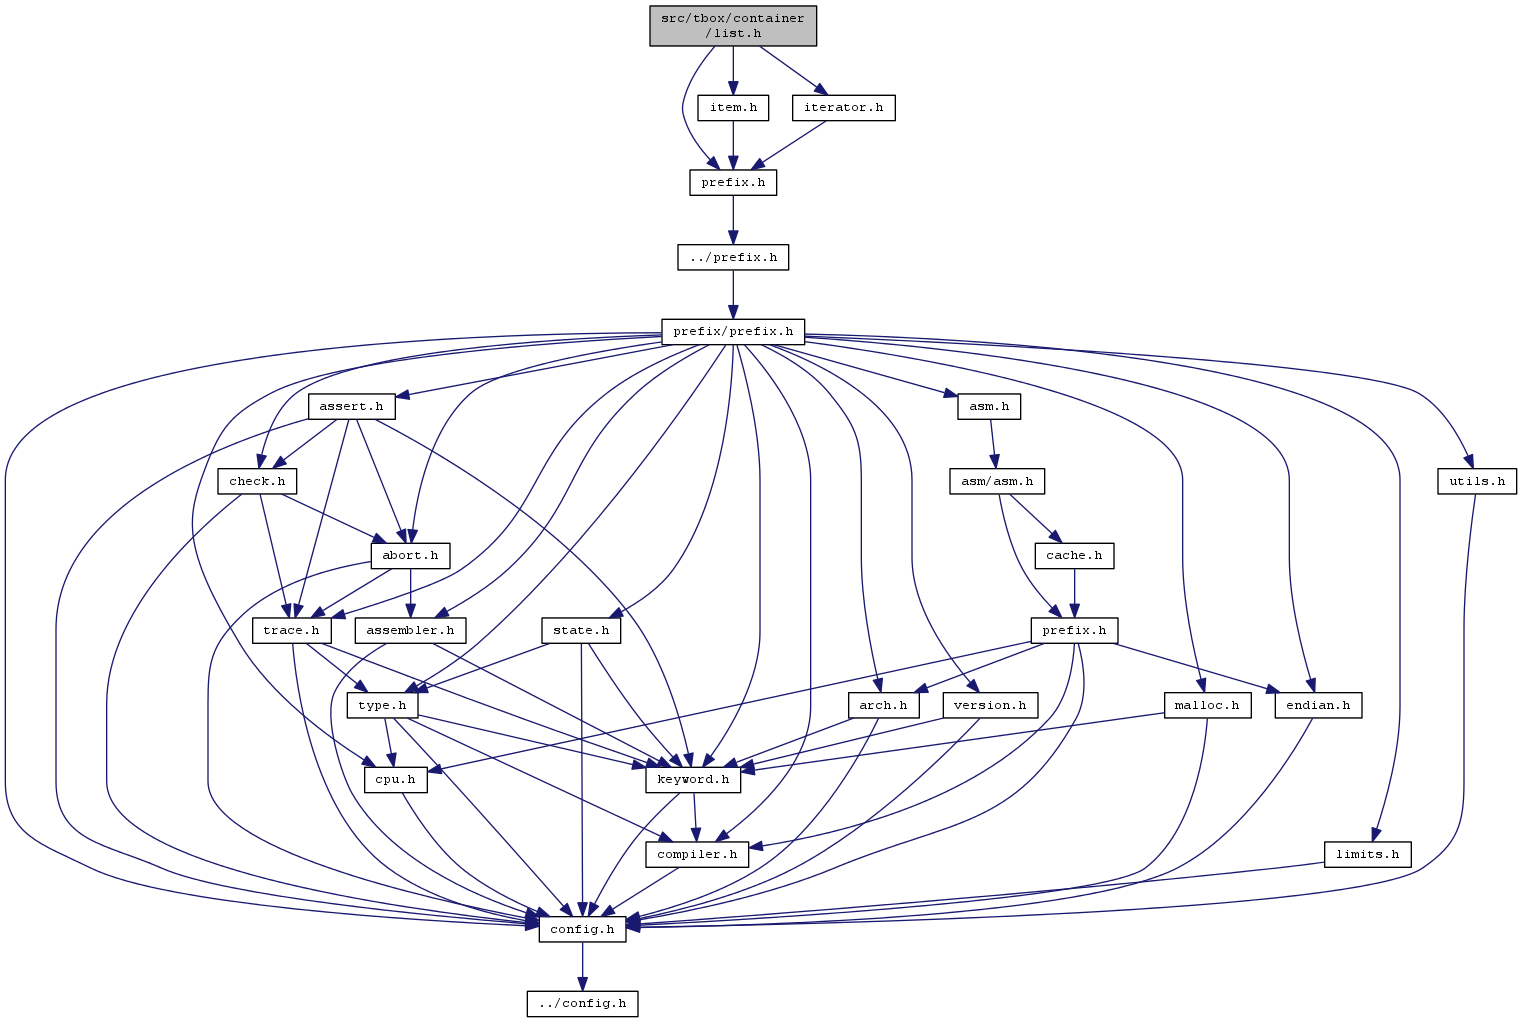 src/tbox/container
/list.h
item.h
iterator.h
prefix.h
../prefix.h
prefix/prefix.h
assert.h
asm.h
check.h
asm/asm.h
utils.h
abort.h
cache.h
trace.h
assembler.h
state.h
prefix.h
type.h
arch.h
version.h
malloc.h
endian.h
cpu.h
keyword.h
compiler.h
limits.h
config.h
../config.h